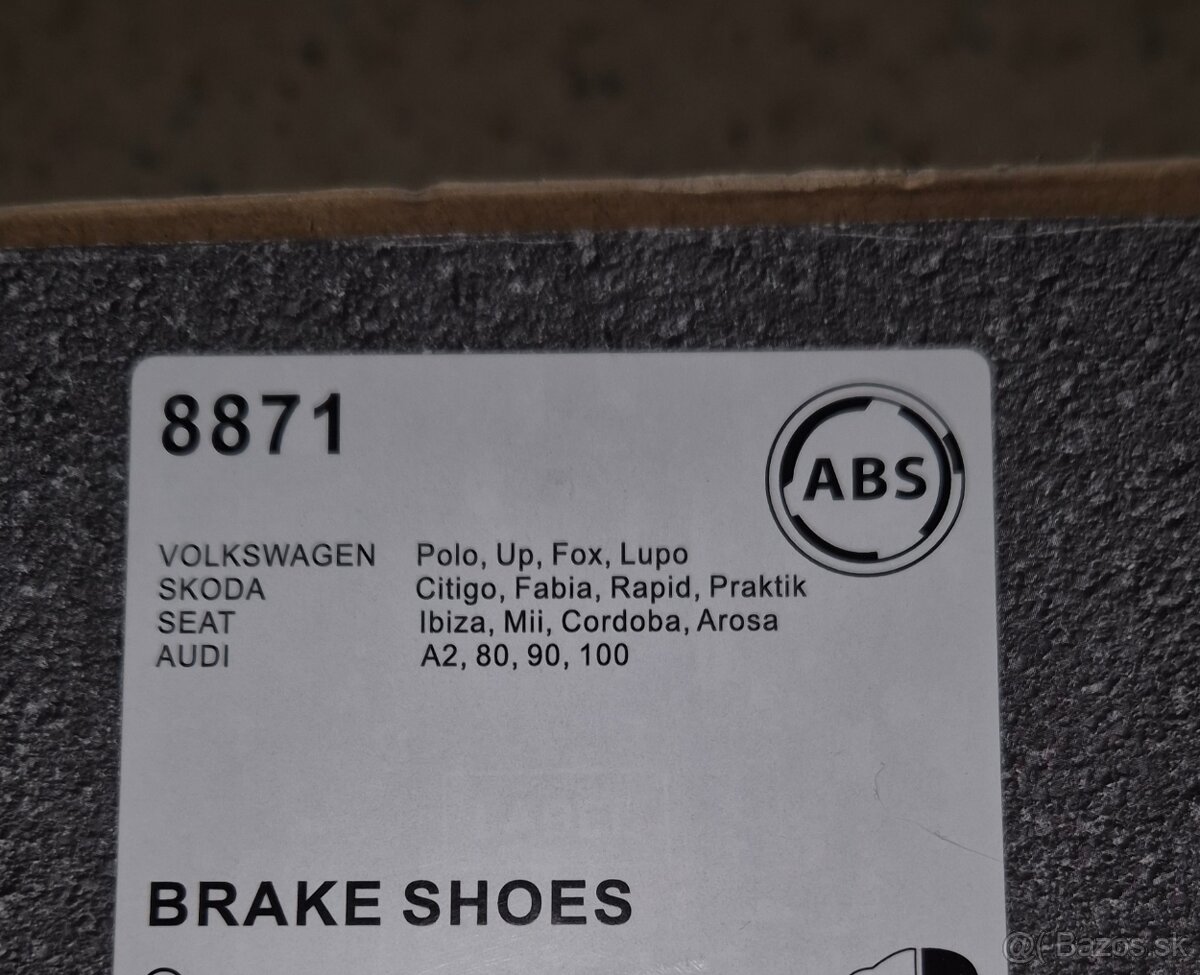 8871
ABS
VOLKSWAGEN Polo, Up, Fox, Lupo
SKODA Citigo, Fabia, Rapid, Praktik
SEAT Ibiza, Mii, Cordoba, Arosa
AUDI A2, 80, 90, 100
BRAKE SHOES
Bazos.sk